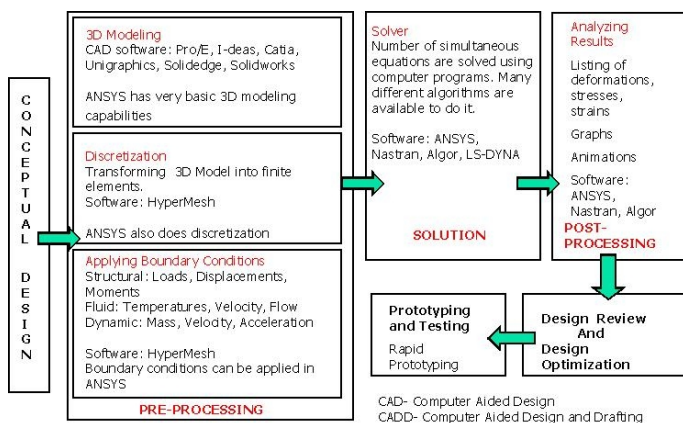 CONCEPTUAL DESIGN
3D Modeling
CAD software: Pro/E, I-deas, Catia,
Unigraphics, Solidedge, Solidworks
ANSYS has very basic 3D modeling
capabilities
Discretization
Transforming 3D Model into finite
elements.
Software: HyperMesh
ANSYS also does discretization
Applying Boundary Conditions
Structural: Loads, Displacements,
Moments
Fluid: Temperatures, Velocity, Flow
Dynamic: Mass, Velocity, Acceleration
Software: HyperMesh
Boundary conditions can be applied in
ANSYS
PRE-PROCESSING
Solver
Number of simultaneous
equations are solved using
computer programs. Many
different algorithms are
available to do it.
Software: ANSYS,
Nastran, Algor, LS-DYNA
SOLUTION
Analyzing
Results
Listing of
deformations,
stresses,
strains
Graphs
Animations
Software:
ANSYS,
Nastran, Algor
POST-
PROCESSING
Design Review
And
Design
Optimization
Prototyping
and Testing
Rapid
Prototyping
CAD- Computer Aided Design
CADD- Computer Aided Design and Drafting